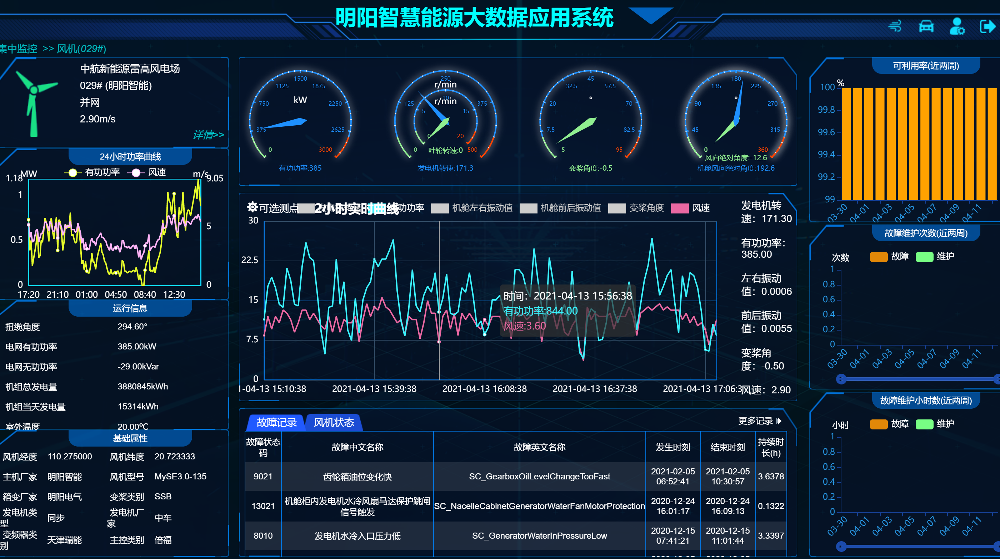 明阳智慧能源大数据应用系统
集中监控 >> 风机(029#)
中航新能源雷高风电场
029# (明阳智能)
并网
2.90m/s
详情>>
24小时功率曲线
MW 有功功率 风速 m/s
1.18 9.05
1
0.5 5
0 0
17:20 21:10 01:00 04:50 08:40 12:30
运行信息
扭缆角度 294.60°
电网有功功率 385.00kW
电网无功功率 -29.00kVar
机组总发电量 3880845kWh
机组当天发电量 15314kWh
室外温度 20.00℃
基础属性
风机经度 110.275000 风机纬度 20.723333
主机厂家 明阳智能 风机型号 MySE3.0-135
箱变厂家 明阳电气 变桨类别 SSB
发电机类型 同步 发电机厂家 中车
变频器类别 天津瑞能 主控类别 倍福
kW
0 375 750 1125 1500 1875 2250 2625 3000
有功功率:385
r/min
0 125 250 375 500
r/min
0 5 10 15 20
叶轮转速:0
发电机转速:171.3
°
-5 7.5 20 32.5 45 57.5 70 82.5 95
变桨角度:-0.5
°
0 45 90 135 180 225 270 315 360
风向绝对角度:-12.6
机舱风向绝对角度:192.6
可选测点 2小时实时曲线 功功率 机舱左右振动值 机舱前后振动值 变桨角度 风速
30
22.5
15
7.5
0
1-04-13 15:10:38 2021-04-13 15:39:38 2021-04-13 16:08:38 2021-04-13 16:37:38 2021-04-13 17:06:3
时间：2021-04-13 15:56:38
有功功率:844.00
风速:3.60
发电机转
速：171.30
有功功率：
385.00
左右振动
值：0.0006
前后振动
值：0.0055
变桨角
度：-0.50
风速：2.90
故障记录 风机状态 更多记录
故障状态码 故障中文名称 故障英文名称 发生时刻 结束时刻 持续时长(h)
9021 齿轮箱油位变化快 SC_GearboxOilLevelChangeTooFast 2021-02-05 06:52:41 2021-02-05 10:30:57 3.6378
13021 机舱柜内发电机水冷风扇马达保护跳闸信号触发 SC_NacelleCabinetGeneratorWaterFanMotorProtection 2020-12-24 16:01:17 2020-12-24 16:09:13 0.1322
8010 发电机水冷入口压力低 SC_GeneratorWaterInPressureLow 2020-12-15 07:41:21 2020-12-15 11:01:44 3.3397
可利用率(近两周)
%
100
99.8
99.6
99.4
99.2
99
03-30 04-01 04-03 04-05 04-07 04-09 04-11
故障维护次数(近两周)
次数 故障 维护
1
0.8
0.6
0.4
0.2
0
03-30 04-01 04-03 04-05 04-07 04-09 04-11
故障维护小时数(近两周)
小时 故障 维护
1
0.8
0.6
0.4
0.2
0
03-30 04-01 04-03 04-05 04-07 04-09 04-11